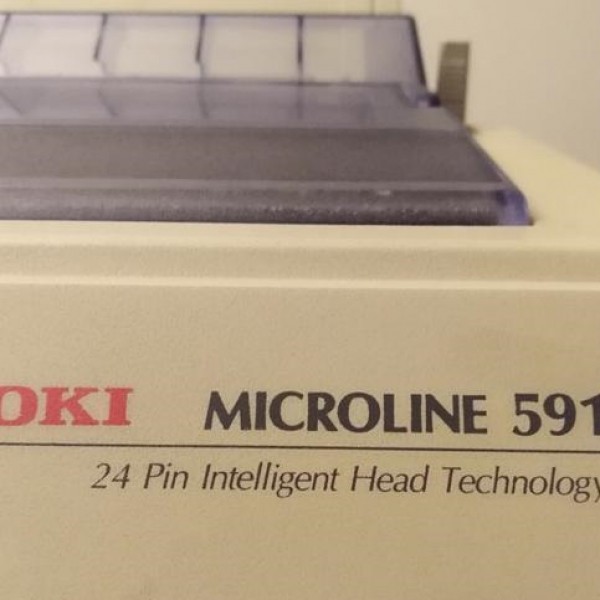 OKI MICROLINE 591
24 Pin Intelligent Head Technology